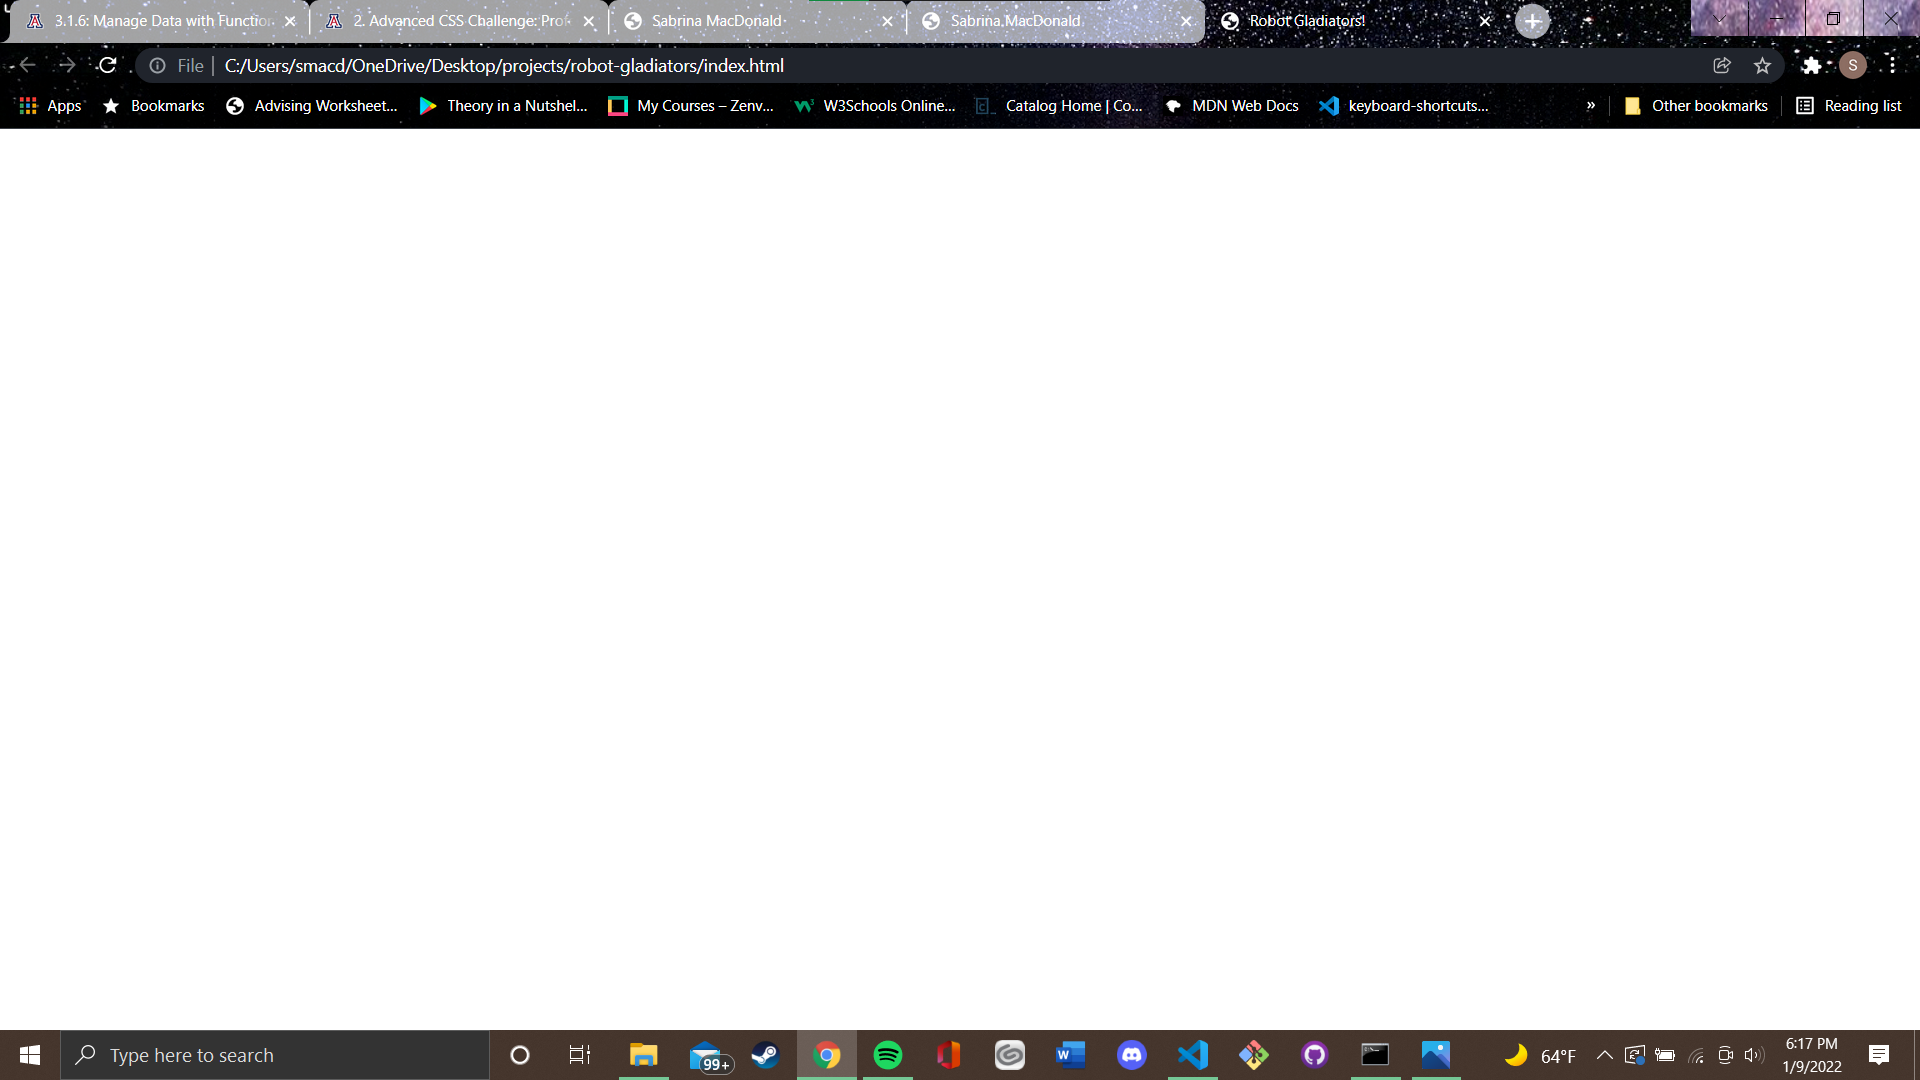 3.1.6: Manage Data with Function
2. Advanced CSS Challenge: Prof
Sabrina MacDonald
Sabrina MacDonald
Robot Gladiators!
File
C:/Users/smacd/OneDrive/Desktop/projects/robot-gladiators/index.html
S
Apps
Bookmarks
Advising Worksheet...
Theory in a Nutshel...
My Courses – Zenv...
W3Schools Online...
Catalog Home | Co...
MDN Web Docs
keyboard-shortcuts...
»
Other bookmarks
Reading list
Type here to search
99+
64°F
6:17 PM
1/9/2022